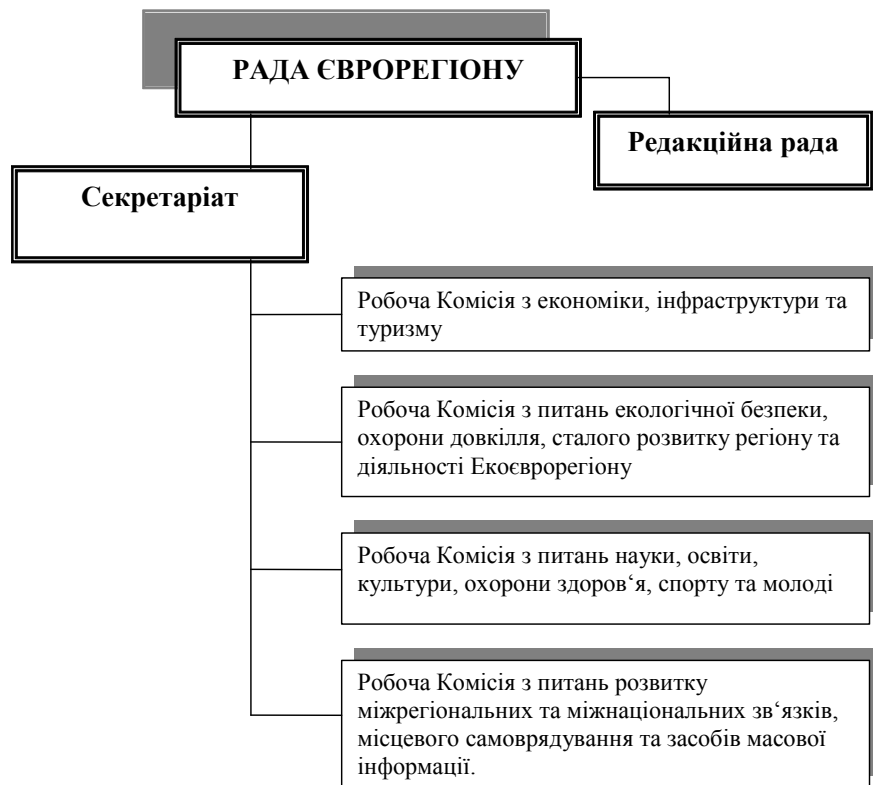 РАДА ЄВРОРЕГІОНУ
Редакційна рада
Секретаріат
Робоча Комісія з економіки, інфраструктури та
туризму
Робоча Комісія з питань екологічної безпеки,
охорони довкілля, сталого розвитку регіону та
діяльності Екоєврорегіону
Робоча Комісія з питань науки, освіти,
культури, охорони здоров‘я, спорту та молоді
Робоча Комісія з питань розвитку
міжрегіональних та міжнаціональних зв‘язків,
місцевого самоврядування та засобів масової
інформації.